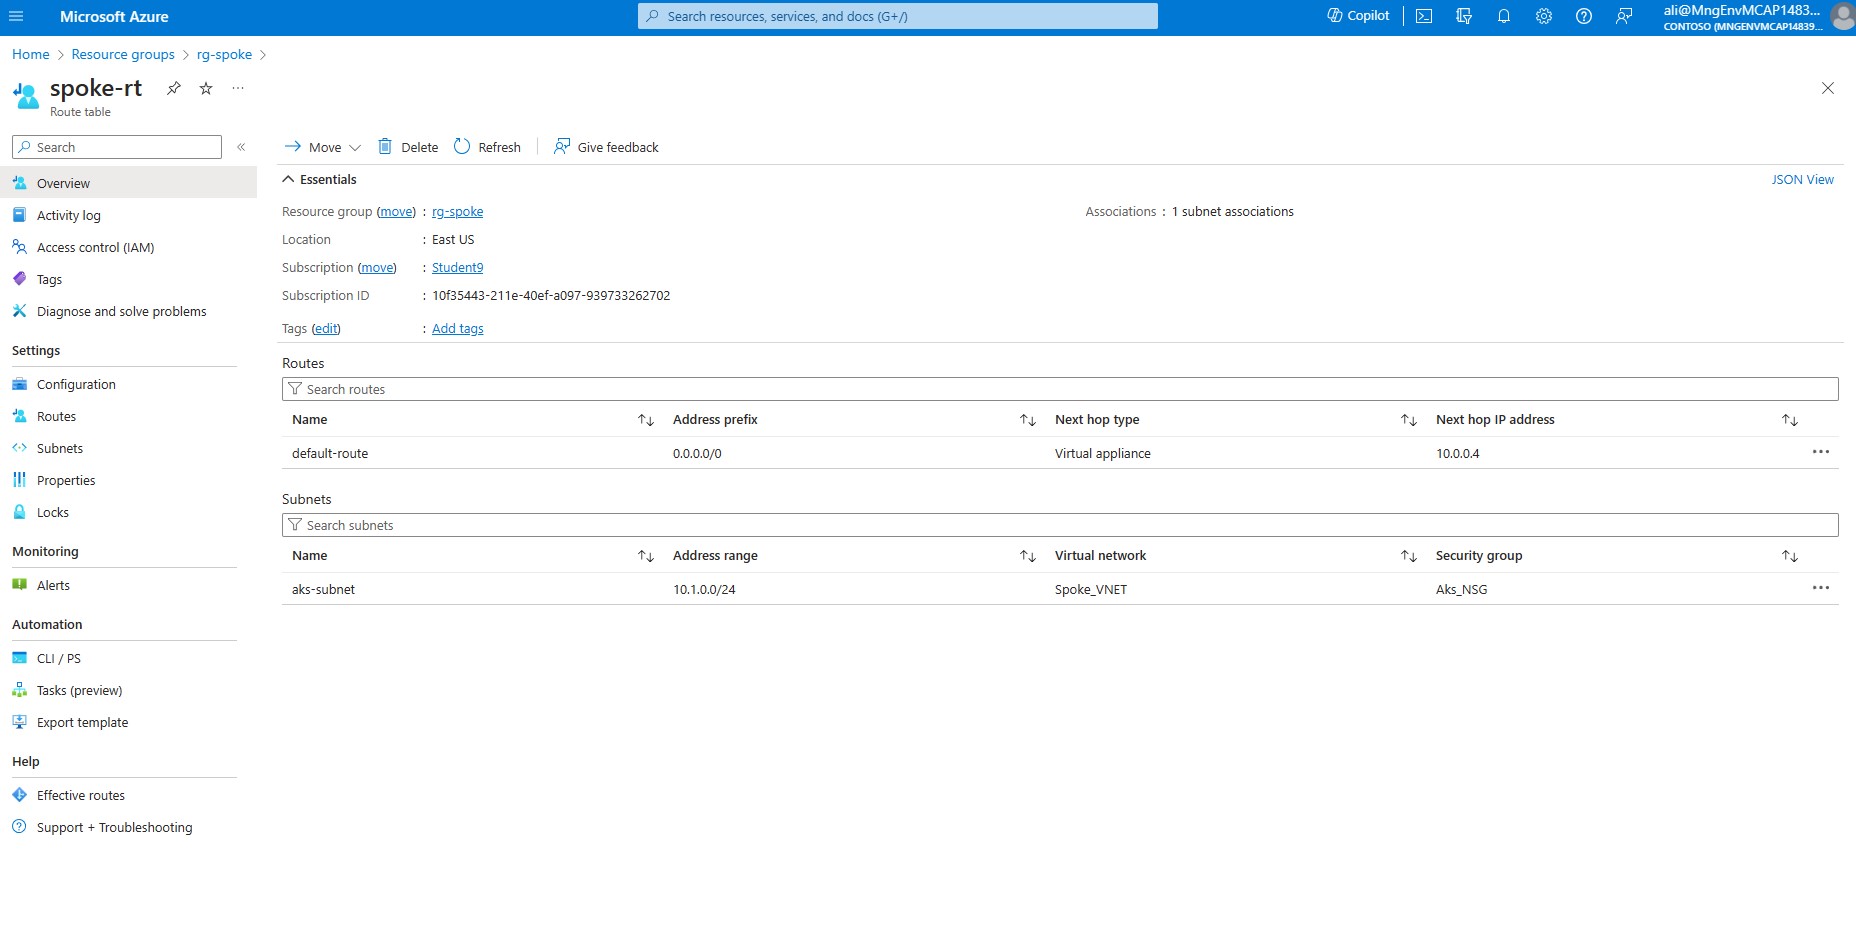 Microsoft Azure
Search resources, services, and docs (G+/)
Copilot
ali@MngEnvMCAP1483...
CONTOSO (MNGENVMCAP14839...
Home > Resource groups > rg-spoke >
spoke-rt
Route table
Search
Overview
Activity log
Access control (IAM)
Tags
Diagnose and solve problems
Settings
Configuration
Routes
Subnets
Properties
Locks
Monitoring
Alerts
Automation
CLI / PS
Tasks (preview)
Export template
Help
Effective routes
Support + Troubleshooting
Move Delete Refresh Give feedback
Essentials JSON View
Resource group (move) : rg-spoke Associations : 1 subnet associations
Location : East US
Subscription (move) : Student9
Subscription ID : 10f35443-211e-40ef-a097-939733262702
Tags (edit) : Add tags
Routes
Search routes
Name Address prefix Next hop type Next hop IP address
default-route 0.0.0.0/0 Virtual appliance 10.0.0.4
Subnets
Search subnets
Name Address range Virtual network Security group
aks-subnet 10.1.0.0/24 Spoke_VNET Aks_NSG